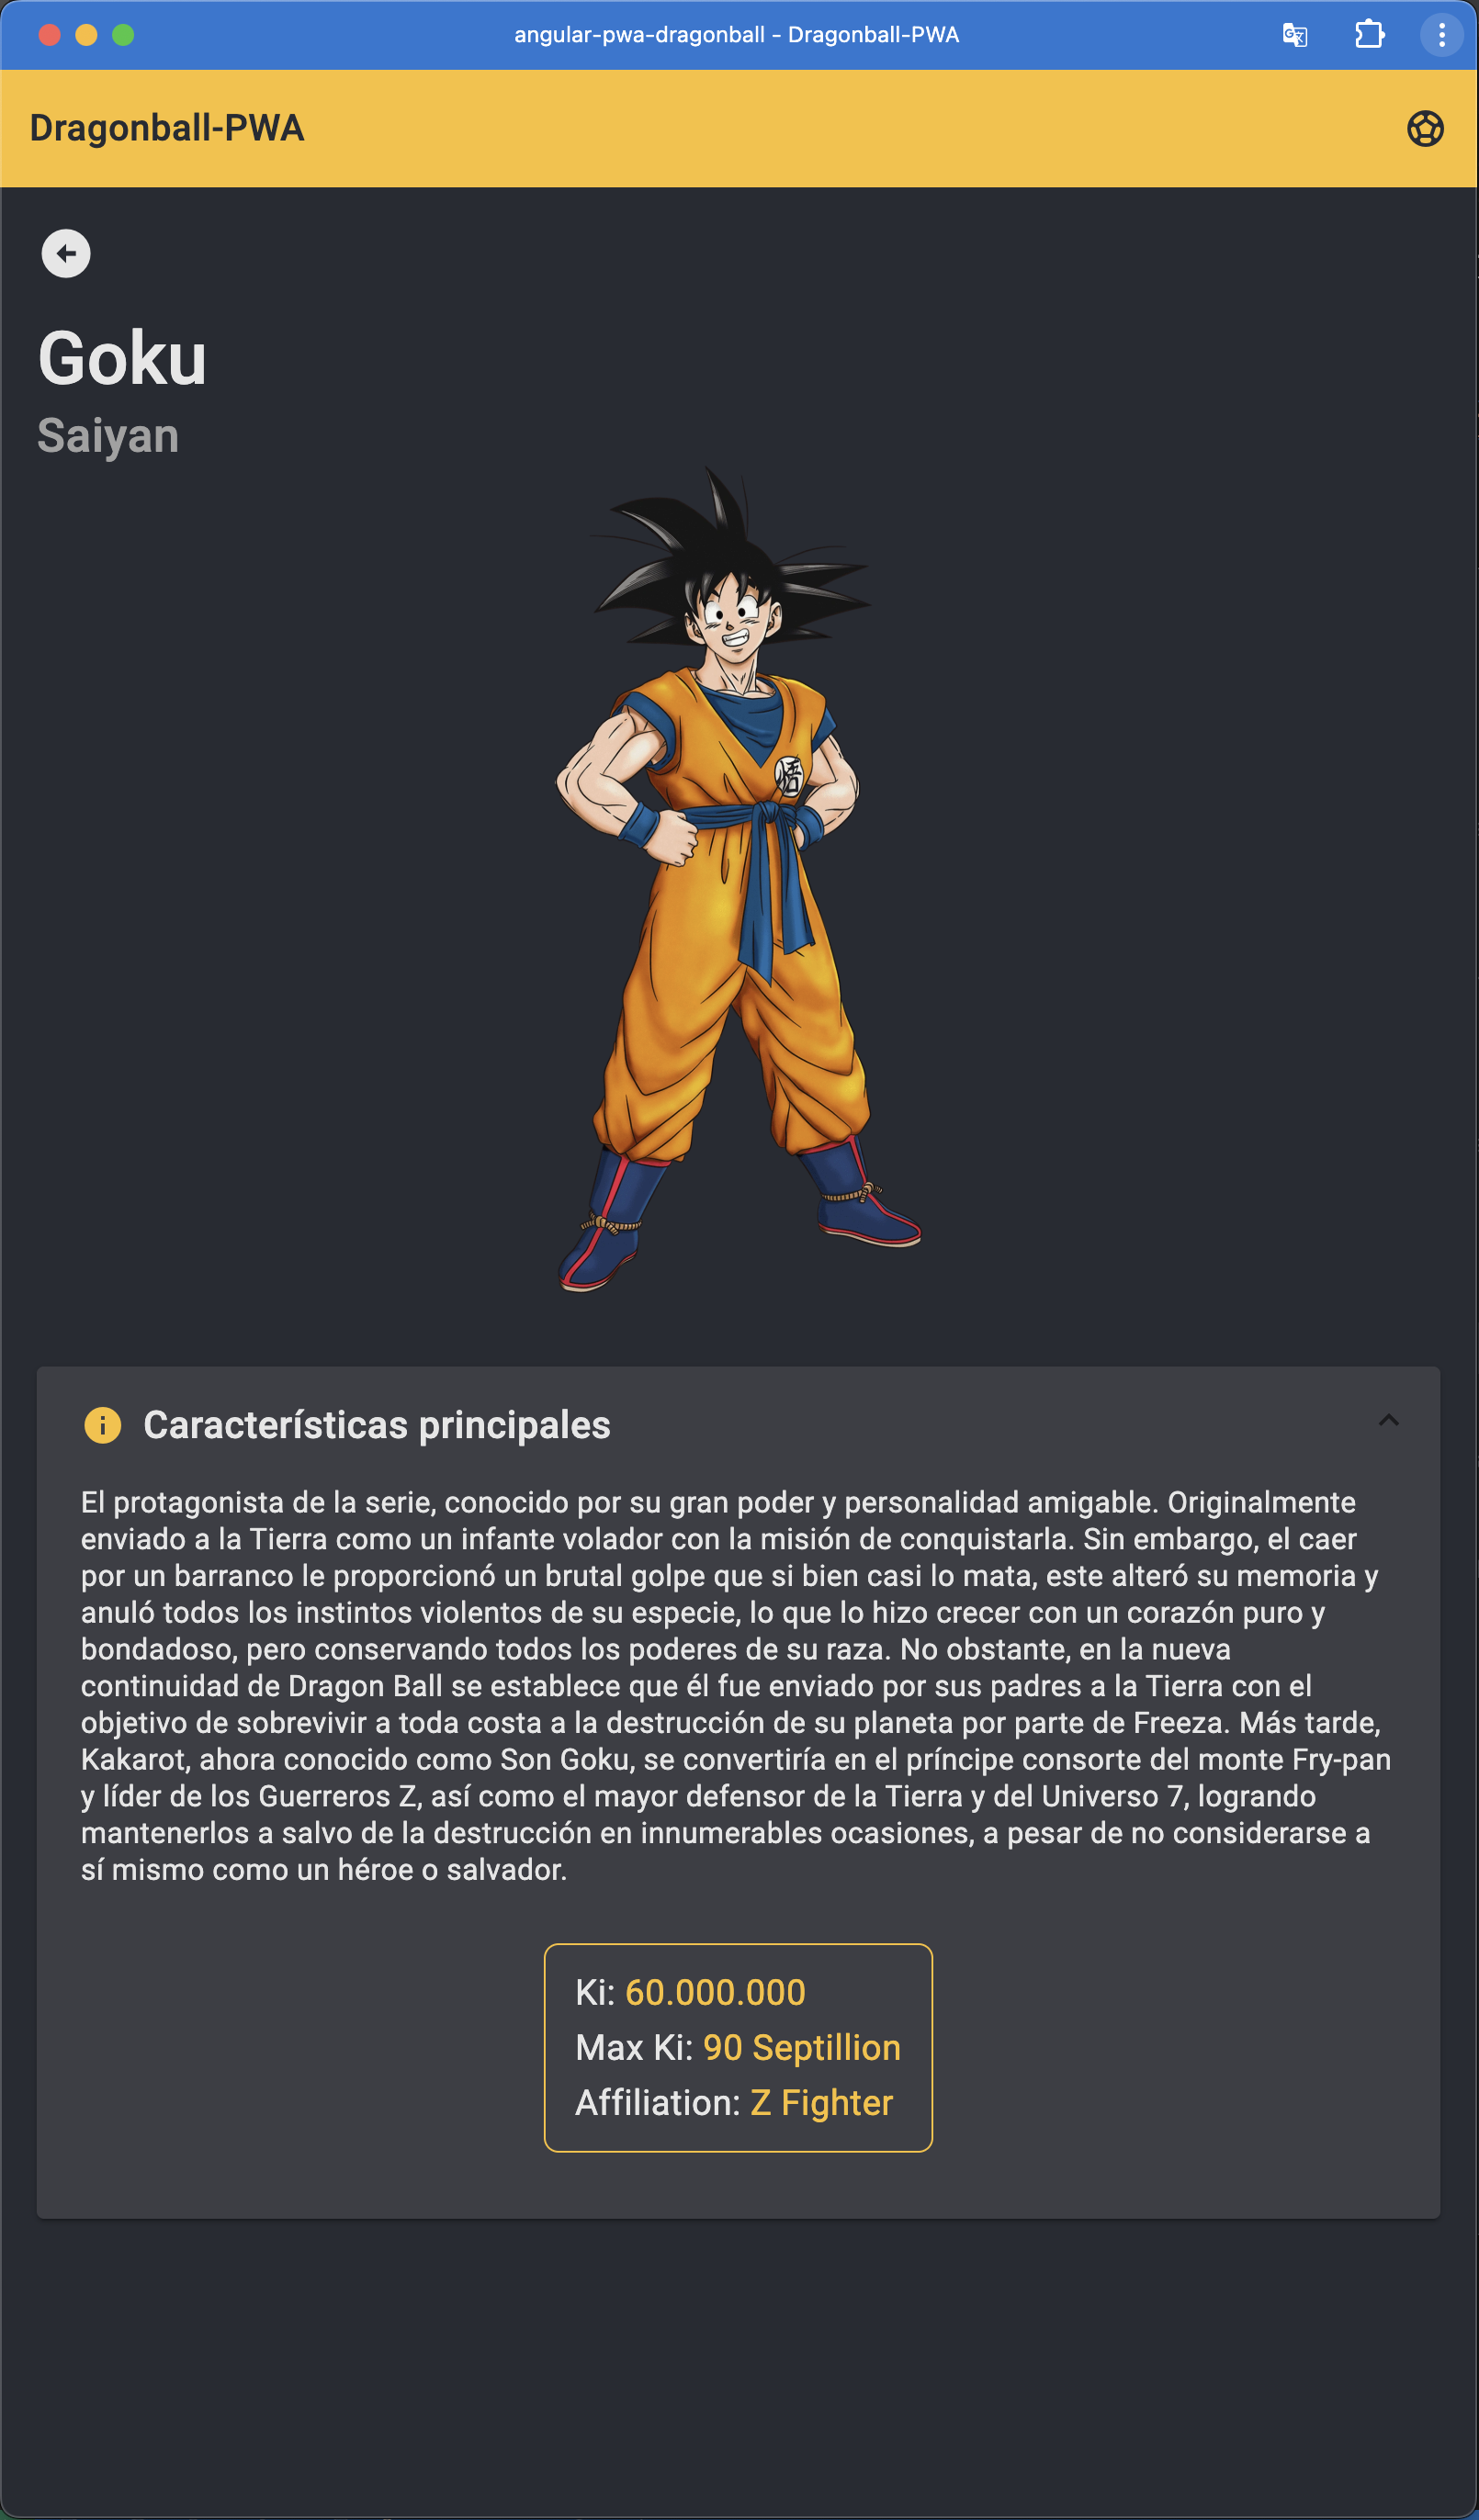 angular-pwa-dragonball - Dragonball-PWA
Dragonball-PWA
Goku
Saiyan
悟
Características principales
El protagonista de la serie, conocido por su gran poder y personalidad amigable. Originalmente
enviado a la Tierra como un infante volador con la misión de conquistarla. Sin embargo, el caer
por un barranco le proporcionó un brutal golpe que si bien casi lo mata, este alteró su memoria y
anuló todos los instintos violentos de su especie, lo que lo hizo crecer con un corazón puro y
bondadoso, pero conservando todos los poderes de su raza. No obstante, en la nueva
continuidad de Dragon Ball se establece que él fue enviado por sus padres a la Tierra con el
objetivo de sobrevivir a toda costa a la destrucción de su planeta por parte de Freeza. Más tarde,
Kakarot, ahora conocido como Son Goku, se convertiría en el príncipe consorte del monte Fry-pan
y líder de los Guerreros Z, así como el mayor defensor de la Tierra y del Universo 7, logrando
mantenerlos a salvo de la destrucción en innumerables ocasiones, a pesar de no considerarse a
sí mismo como un héroe o salvador.
Ki: 60.000.000
Max Ki: 90 Septillion
Affiliation: Z Fighter